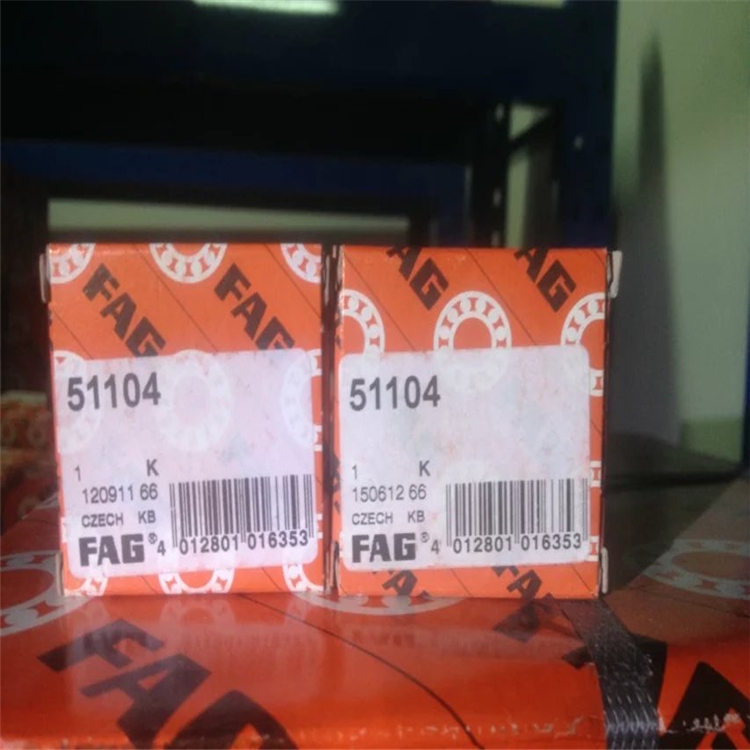 FAG FAG
51104
1 K
120911 66
CZECH KB
FAG® 4 012801 016353
FAG FAG
51104
1 K
150612 66
CZECH KB
FAG® 4 012801 016353
FAG